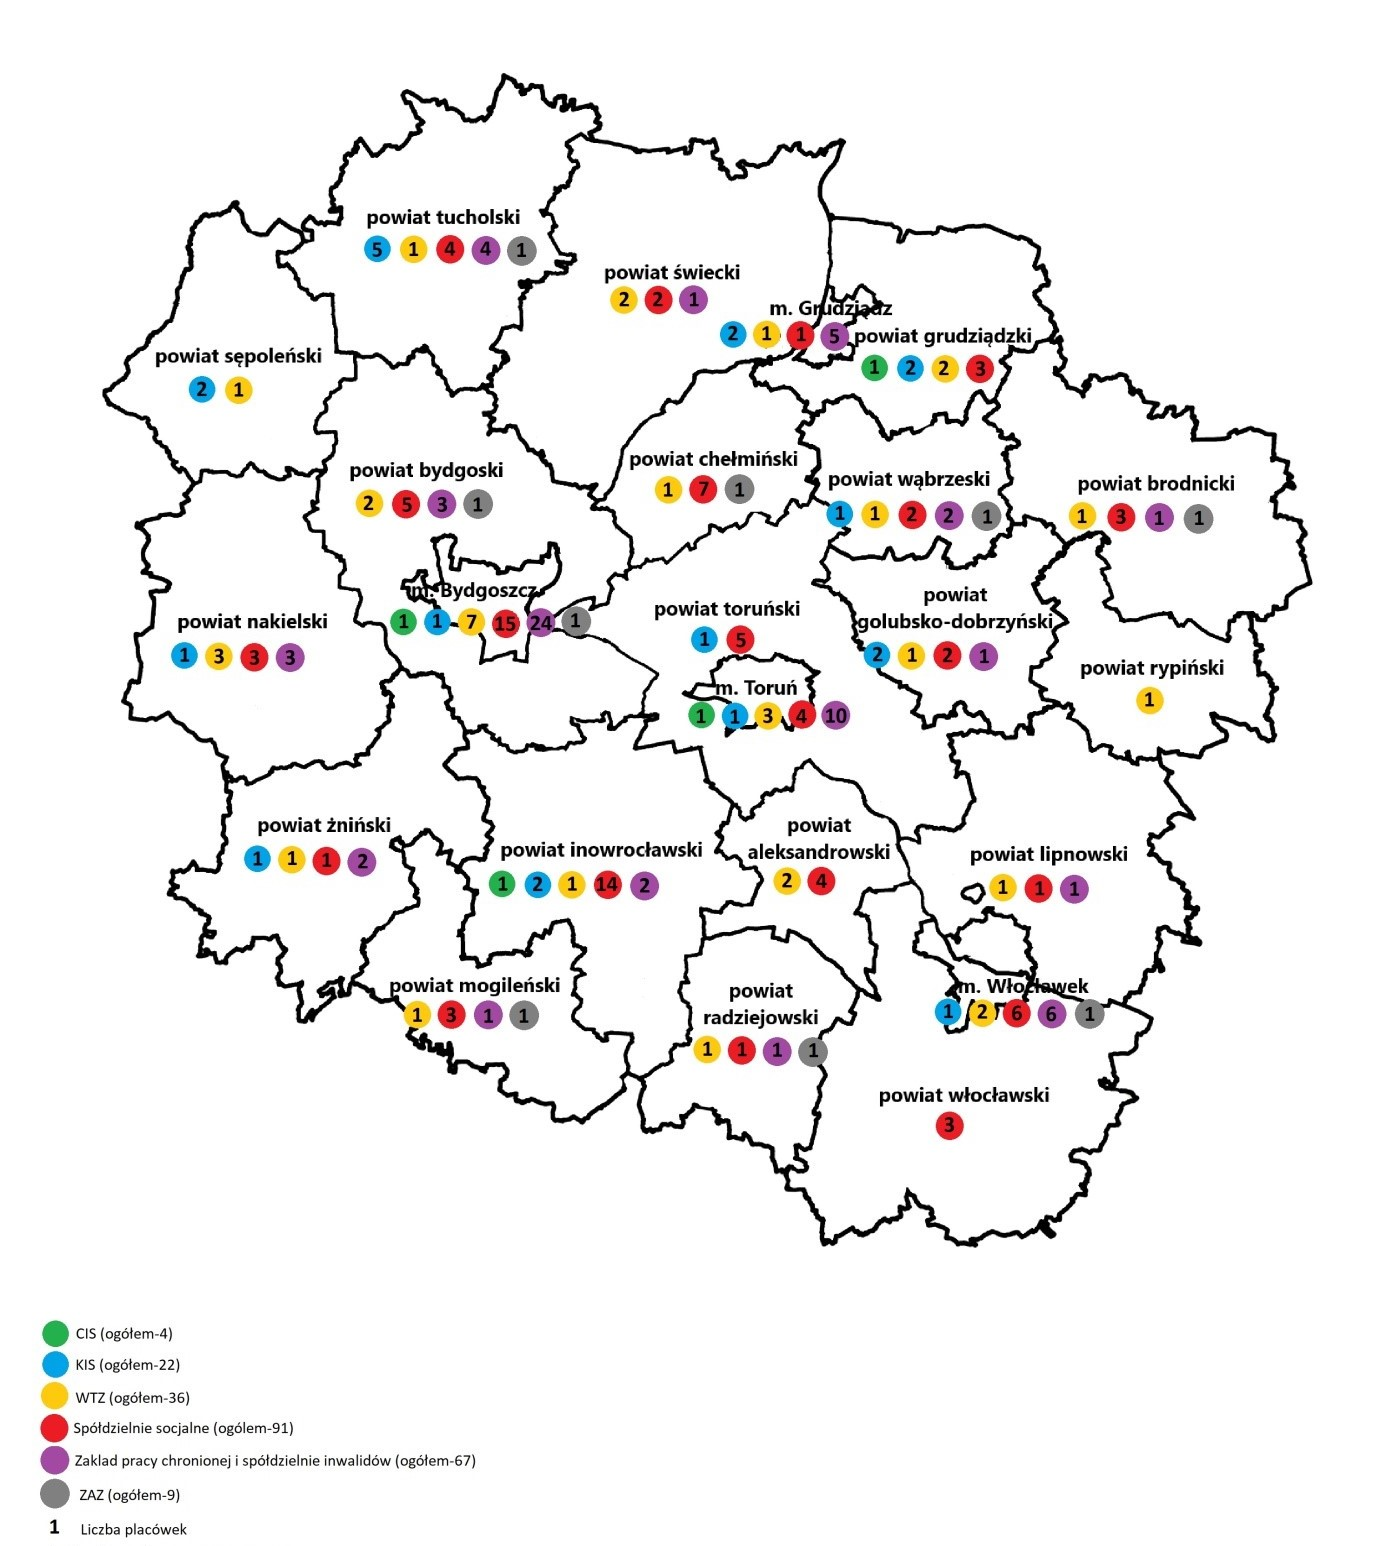 powiat tucholski
5 1 4 4 1
powiat świecki
2 2 1
m. Grudziądz
2 1 1 5
powiat grudziądzki
1 2 2 3
powiat sępoleński
2 1
powiat bydgoski
2 5 3 1
powiat chełmiński
1 7 1
powiat wąbrzeski
1 1 2 2 1
powiat brodnicki
1 3 1 1
m. Bydgoszcz
1 1 7 15 24 1
powiat nakielski
1 3 3 3
powiat toruński
1 5
powiat
golubsko-dobrzyński
2 1 2 1
powiat rypiński
1
m. Toruń
1 1 3 4 10
powiat żniński
1 1 1 2
powiat inowrocławski
1 2 1 14 2
powiat
aleksandrowski
2 4
powiat lipnowski
1 1 1
powiat mogileński
1 3 1 1
powiat
radziejowski
1 1 1 1
m. Włocławek
1 2 6 6 1
powiat włocławski
3
CIS (ogółem-4)
KIS (ogółem-22)
WTZ (ogółem-36)
Spółdzielnie socjalne (ogólem-91)
Zaklad pracy chronionej i spółdzielnie inwalidów (ogółem-67)
ZAZ (ogółem-9)
1 Liczba placówek